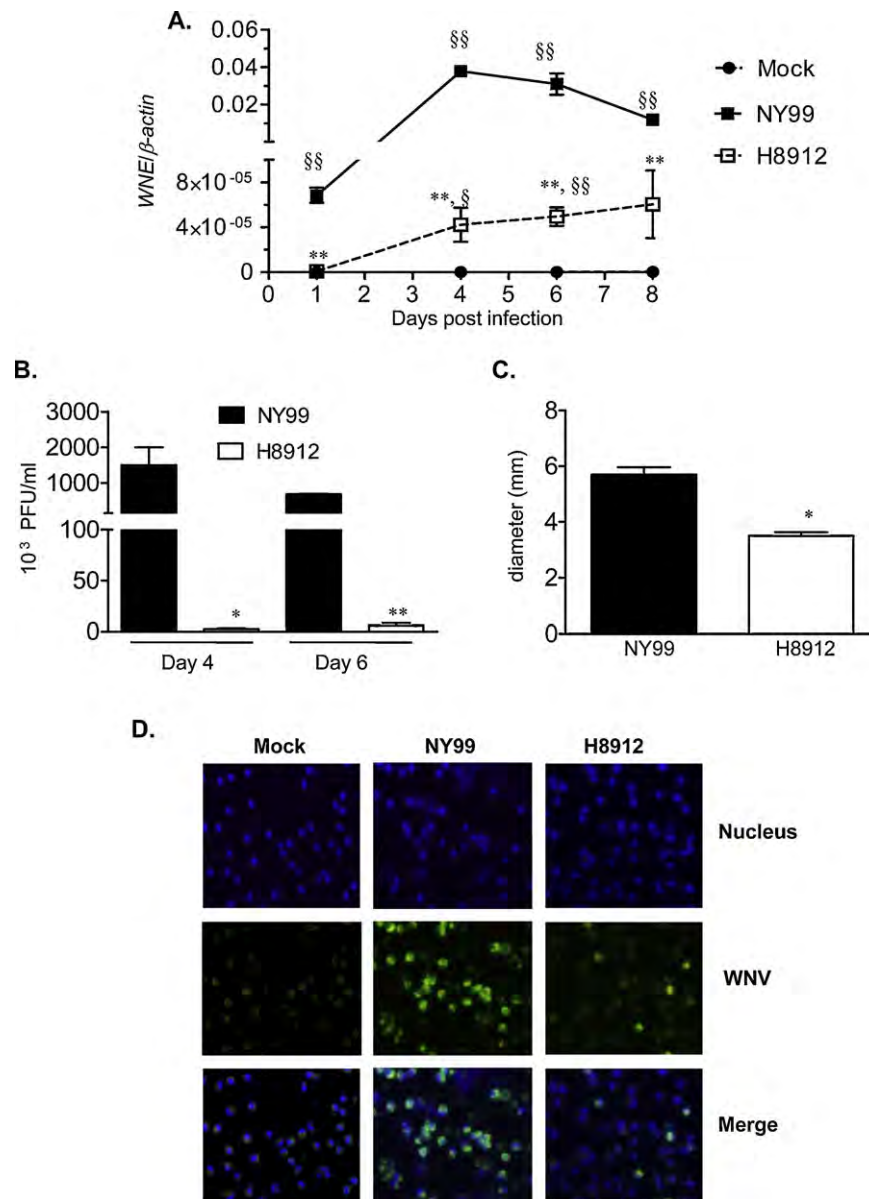 A.
0.06
0.04
0.02
8×10⁻⁰⁵
4×10⁻⁰⁵
0
WNE/β-actin
§§
§§
§§
§§
**
**, §
**, §§
**
0 1 2 3 4 5 6 7 8
Days post infection
Mock
NY99
H8912
B.
3000
2000
1000
100
50
0
10³ PFU/ml
NY99
H8912
*
**
Day 4
Day 6
C.
8
6
4
2
0
diameter (mm)
*
NY99
H8912
D.
Mock NY99 H8912
Nucleus
WNV
Merge